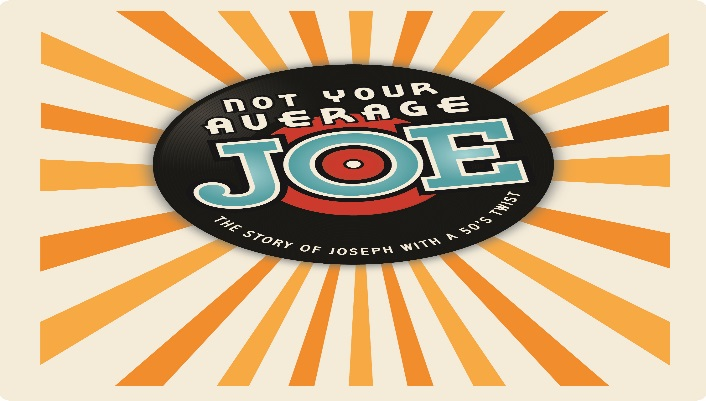 NOT YOUR
AVERAGE
JOE
THE STORY OF JOSEPH WITH A 50'S TWIST